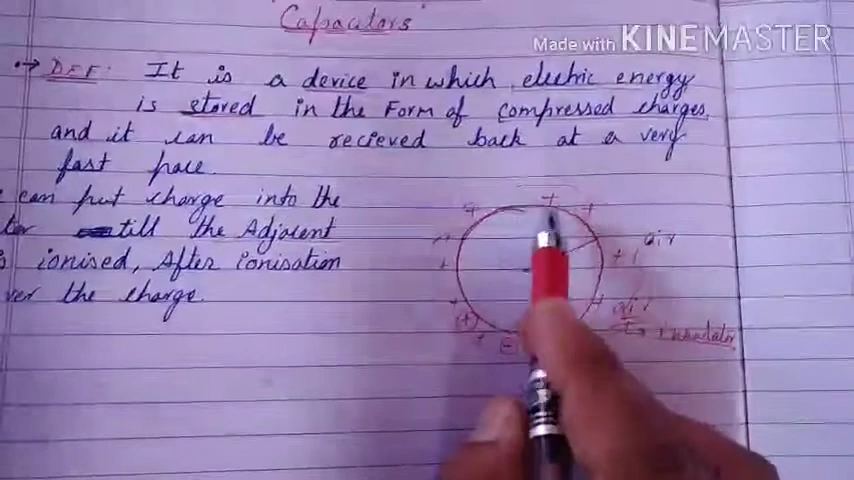 Capacitors
Made with KINEMASTER
DEF: It is a device in which electric energy
is stored in the Form of compressed charges,
and it can be recieved back at a very
fast pace.
can put charge into the
till the Adjacent
ionised, After ionisation
the charge.
air
air
insulator